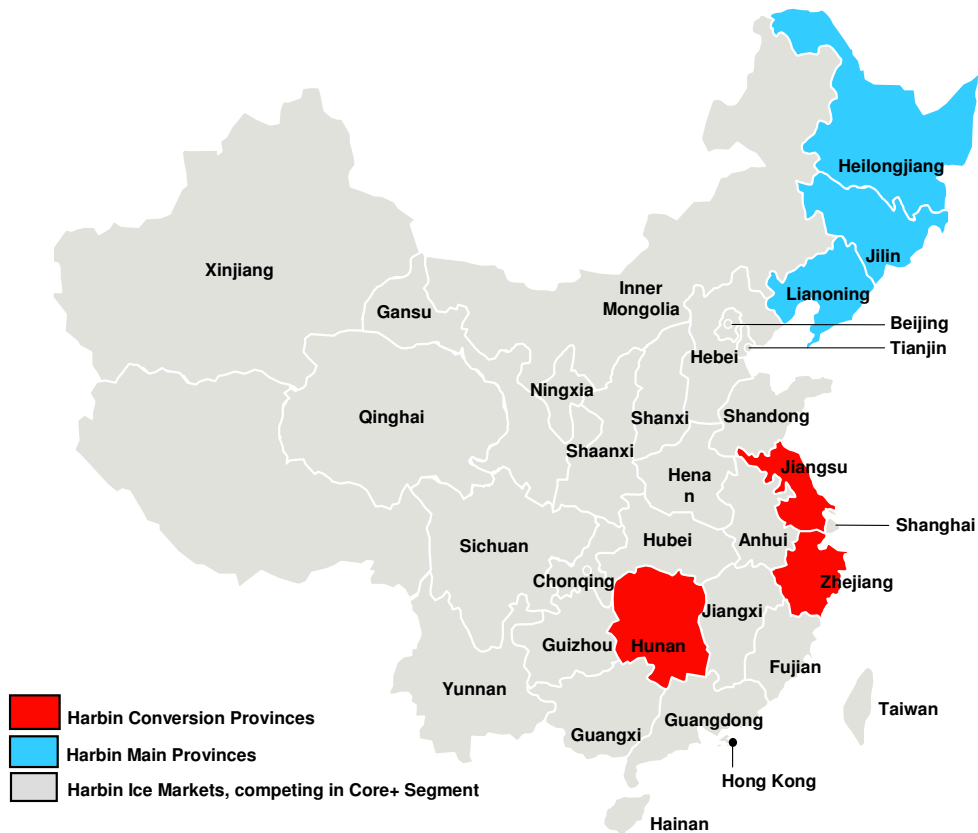 Heilongjiang
Jilin
Lianoning
Xinjiang
Inner
Mongolia
Gansu
Beijing
Tianjin
Hebei
Ningxia
Qinghai
Shanxi
Shandong
Shaanxi
Jiangsu
Hena
n
Shanghai
Anhui
Hubei
Sichuan
Chonqing
Zhejiang
Jiangxi
Hunan
Guizhou
Fujian
Yunnan
Taiwan
Guangdong
Guangxi
Hong Kong
Hainan
Harbin Conversion Provinces
Harbin Main Provinces
Harbin Ice Markets, competing in Core+ Segment